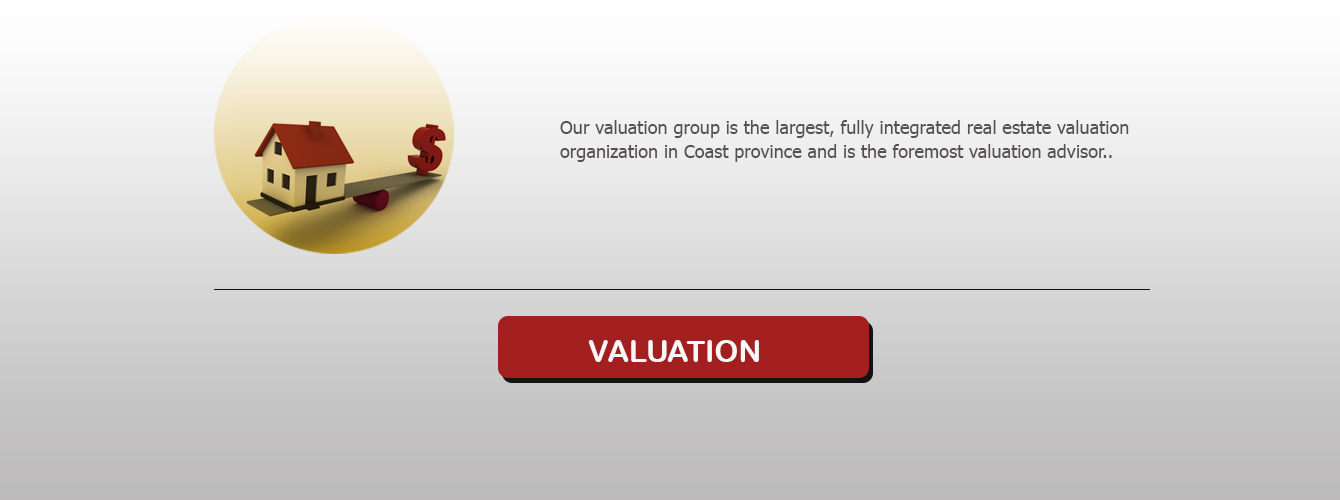 Our valuation group is the largest, fully integrated real estate valuation
organization in Coast province and is the foremost valuation advisor..
VALUATION